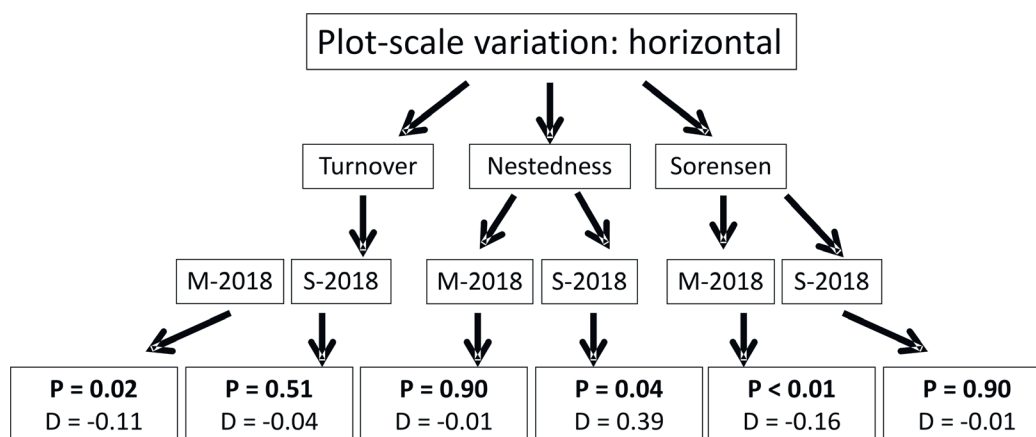 Plot-scale variation: horizontal
Turnover
Nestedness
Sorensen
M-2018
S-2018
M-2018
S-2018
M-2018
S-2018
P = 0.02
D = -0.11
P = 0.51
D = -0.04
P = 0.90
D = -0.01
P = 0.04
D = 0.39
P < 0.01
D = -0.16
P = 0.90
D = -0.01